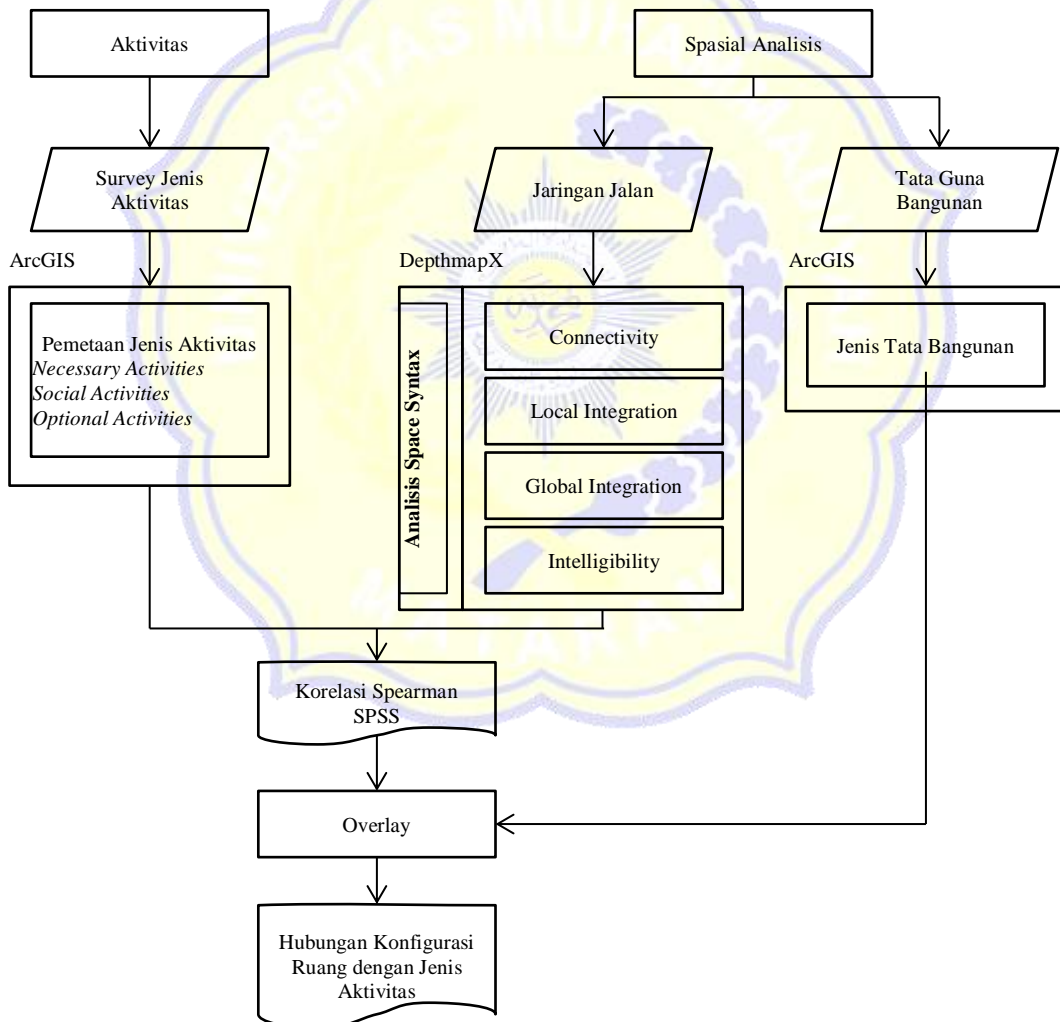 Aktivitas
Spasial Analisis
Survey Jenis
Aktivitas
Jaringan Jalan
Tata Guna
Bangunan
ArcGIS
DepthmapX
ArcGIS
Pemetaan Jenis Aktivitas
Necessary Activities
Social Activities
Optional Activities
Analisis Space Syntax
Connectivity
Local Integration
Global Integration
Intelligibility
Jenis Tata Bangunan
Korelasi Spearman
SPSS
Overlay
Hubungan Konfigurasi
Ruang dengan Jenis
Aktivitas
MATARAM